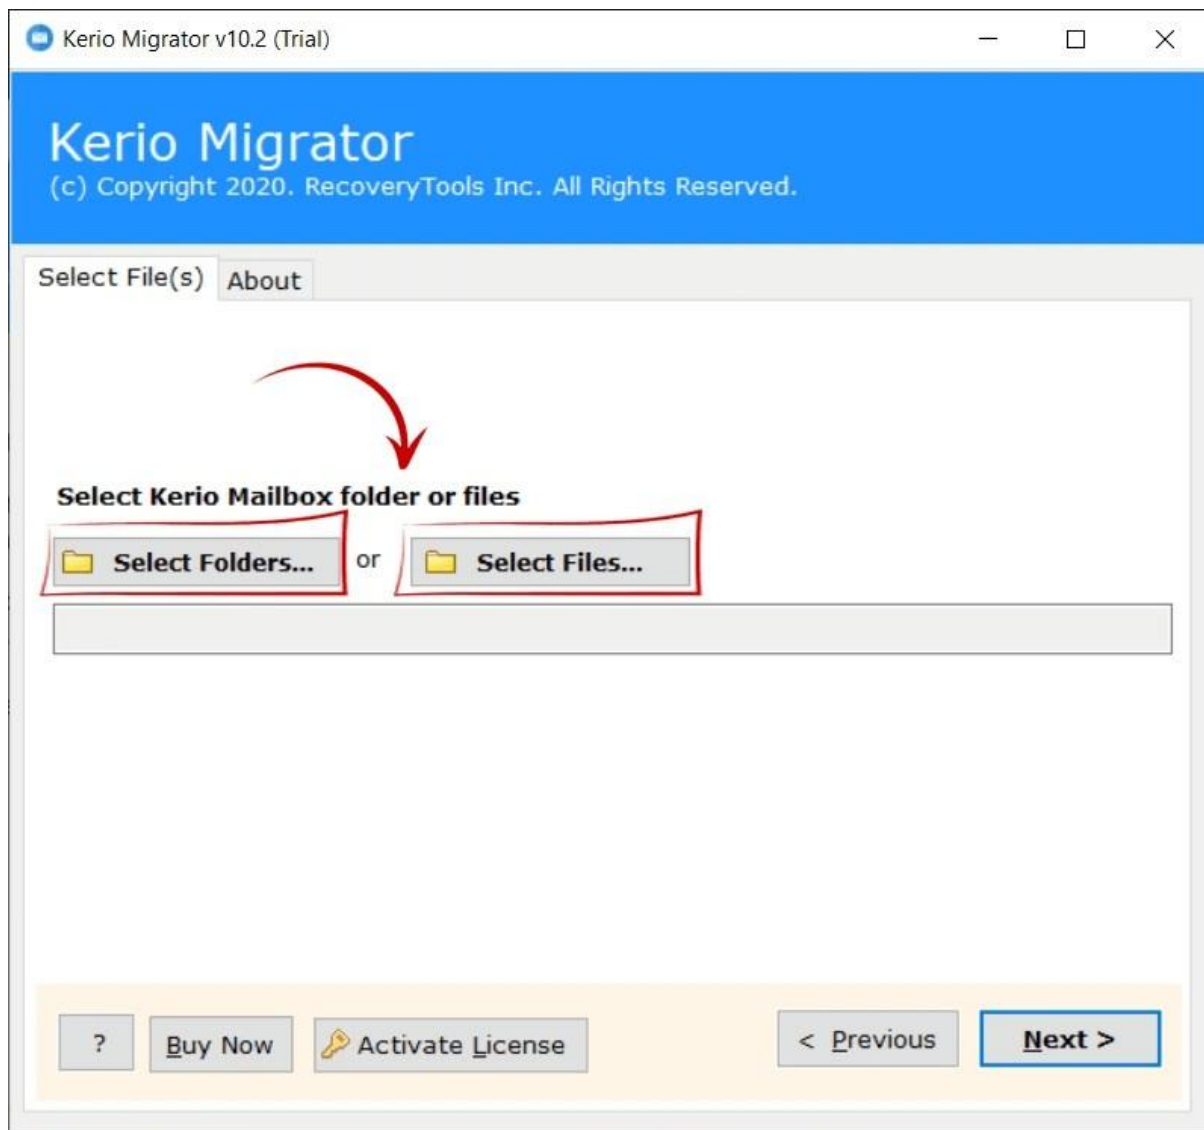 Kerio Migrator v10.2 (Trial)
Kerio Migrator
(c) Copyright 2020. RecoveryTools Inc. All Rights Reserved.
Select File(s) About
Select Kerio Mailbox folder or files
Select Folders... or Select Files...
? Buy Now Activate License < Previous Next >